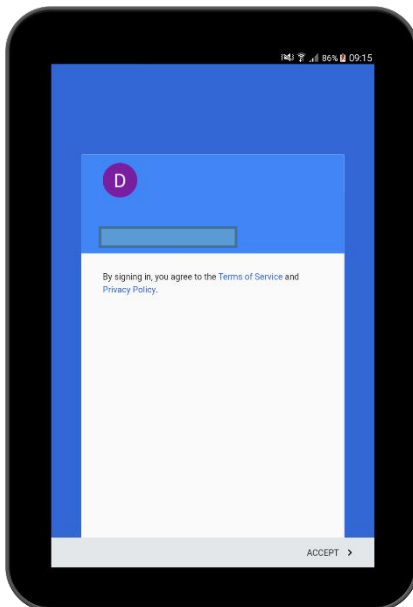 86% 09:15
D
By signing in, you agree to the Terms of Service and
Privacy Policy.
ACCEPT >